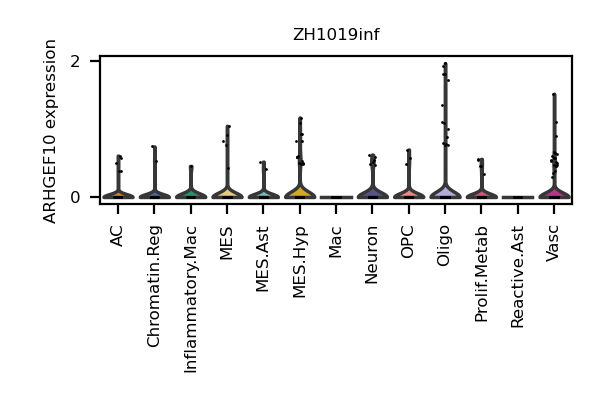 ZH1019inf
ARHGEF10 expression
2
0
AC
Chromatin.Reg
Inflammatory.Mac
MES
MES.Ast
MES.Hyp
Mac
Neuron
OPC
Oligo
Prolif.Metab
Reactive.Ast
Vasc